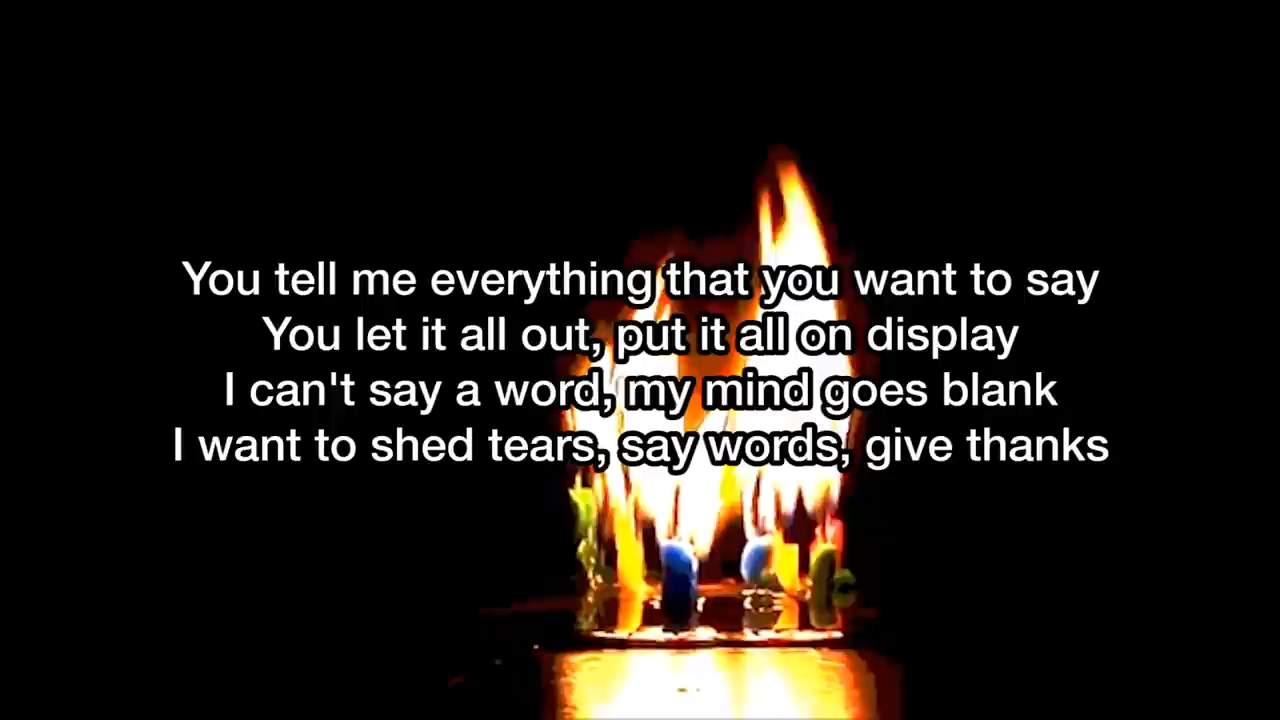 You tell me everything that you want to say
You let it all out, put it all on display
I can't say a word, my mind goes blank
I want to shed tears, say words, give thanks